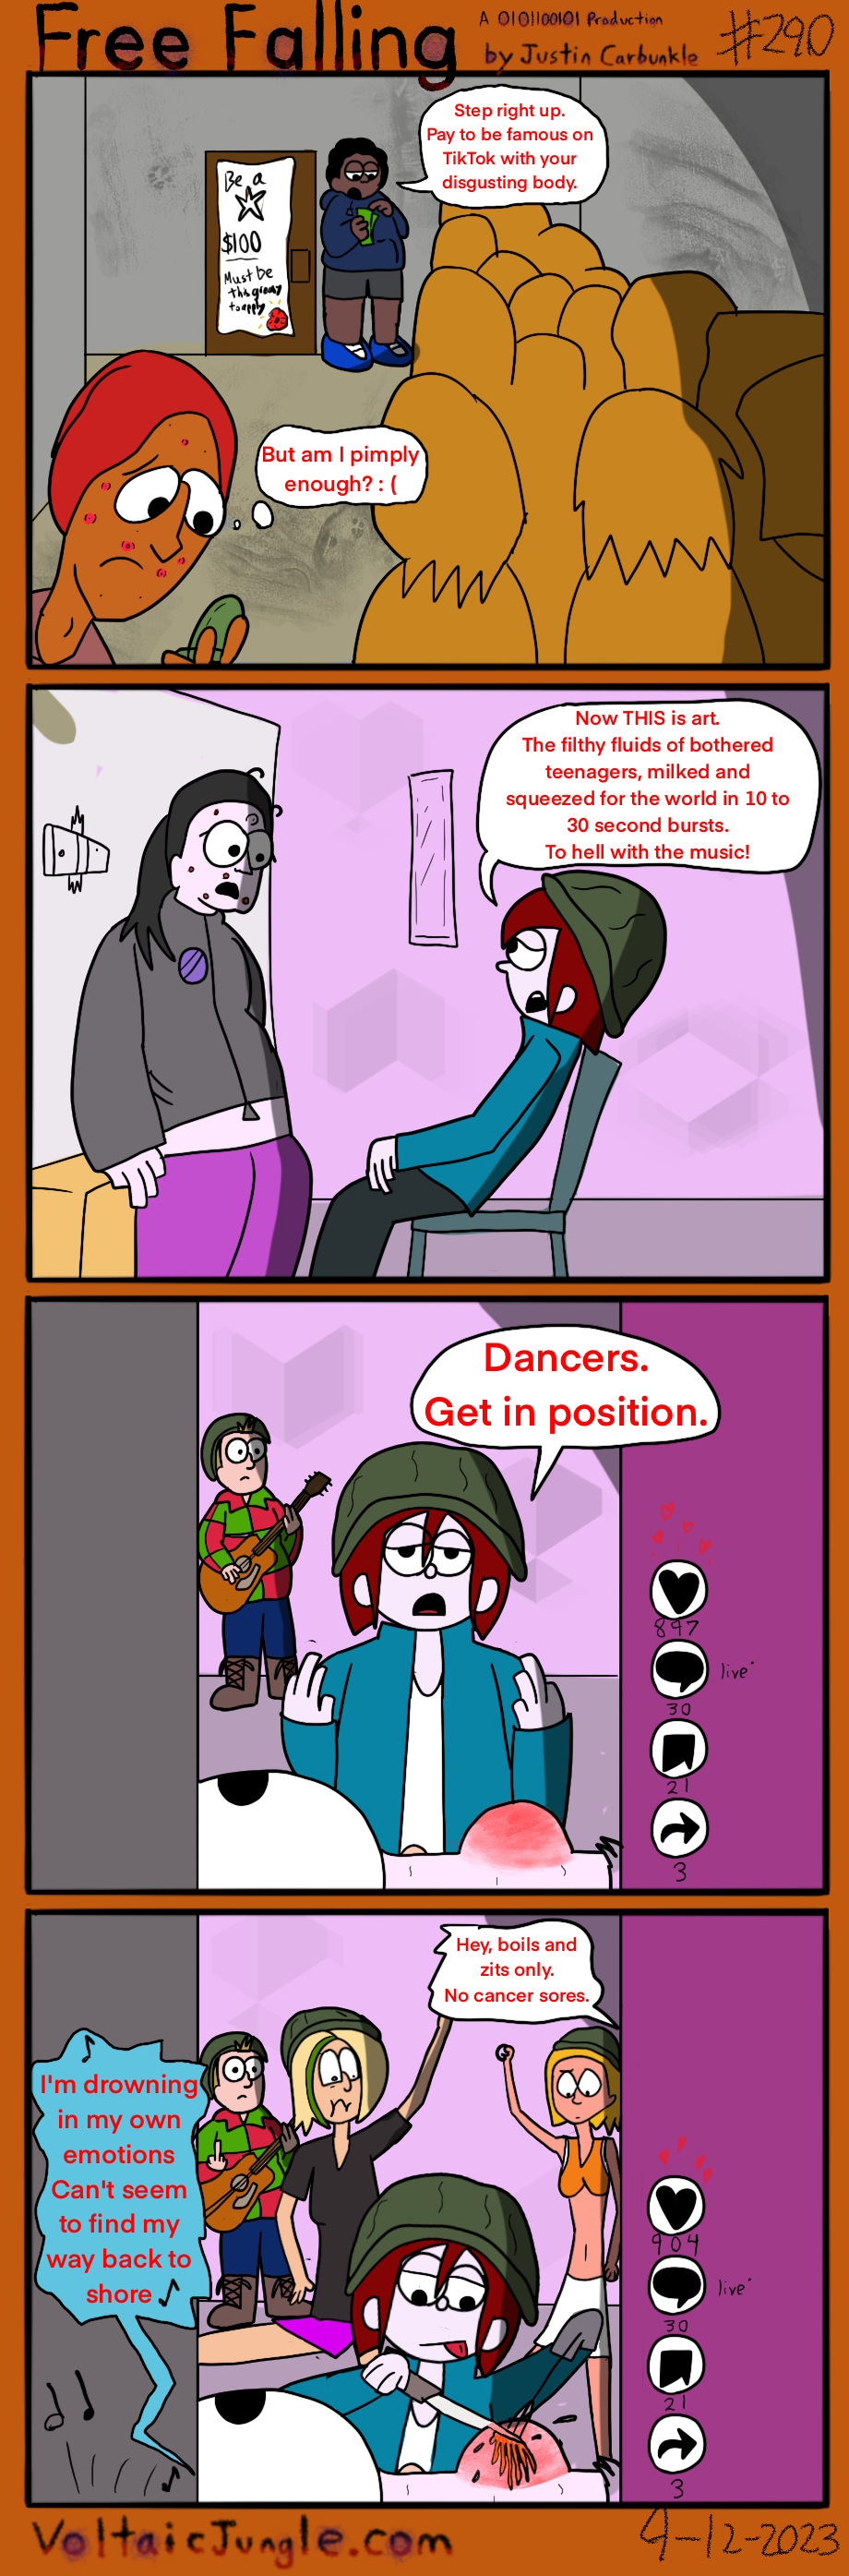 Free Falling
A 0101100101 Production
by Justin Carbunkle
#290
Step right up.
Pay to be famous on
TikTok with your
disgusting body.
Be a
$100
Must be
this greasy
to apply
But am I pimply
enough? : (
Now THIS is art.
The filthy fluids of bothered
teenagers, milked and
squeezed for the world in 10 to
30 second bursts.
To hell with the music!
Dancers.
Get in position.
897
live
30
21
3
Hey, boils and
zits only.
No cancer sores.
I'm drowning
in my own
emotions
Can't seem
to find my
way back to
shore
904
live
30
21
3
VoltaicJungle.com
4-12-2023